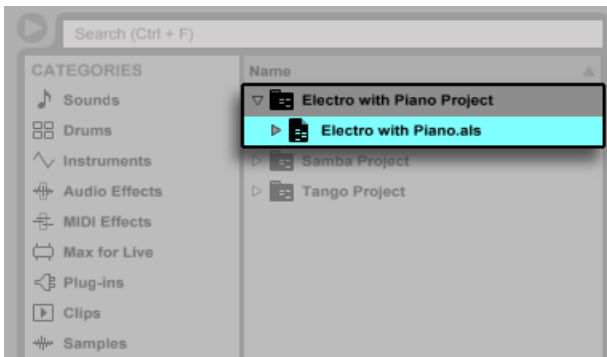 Search (Ctrl + F)
CATEGORIES
Sounds
Drums
Instruments
Audio Effects
MIDI Effects
Max for Live
Plug-ins
Clips
Samples
Name
Electro with Piano Project
Electro with Piano.als
Samba Project
Tango Project